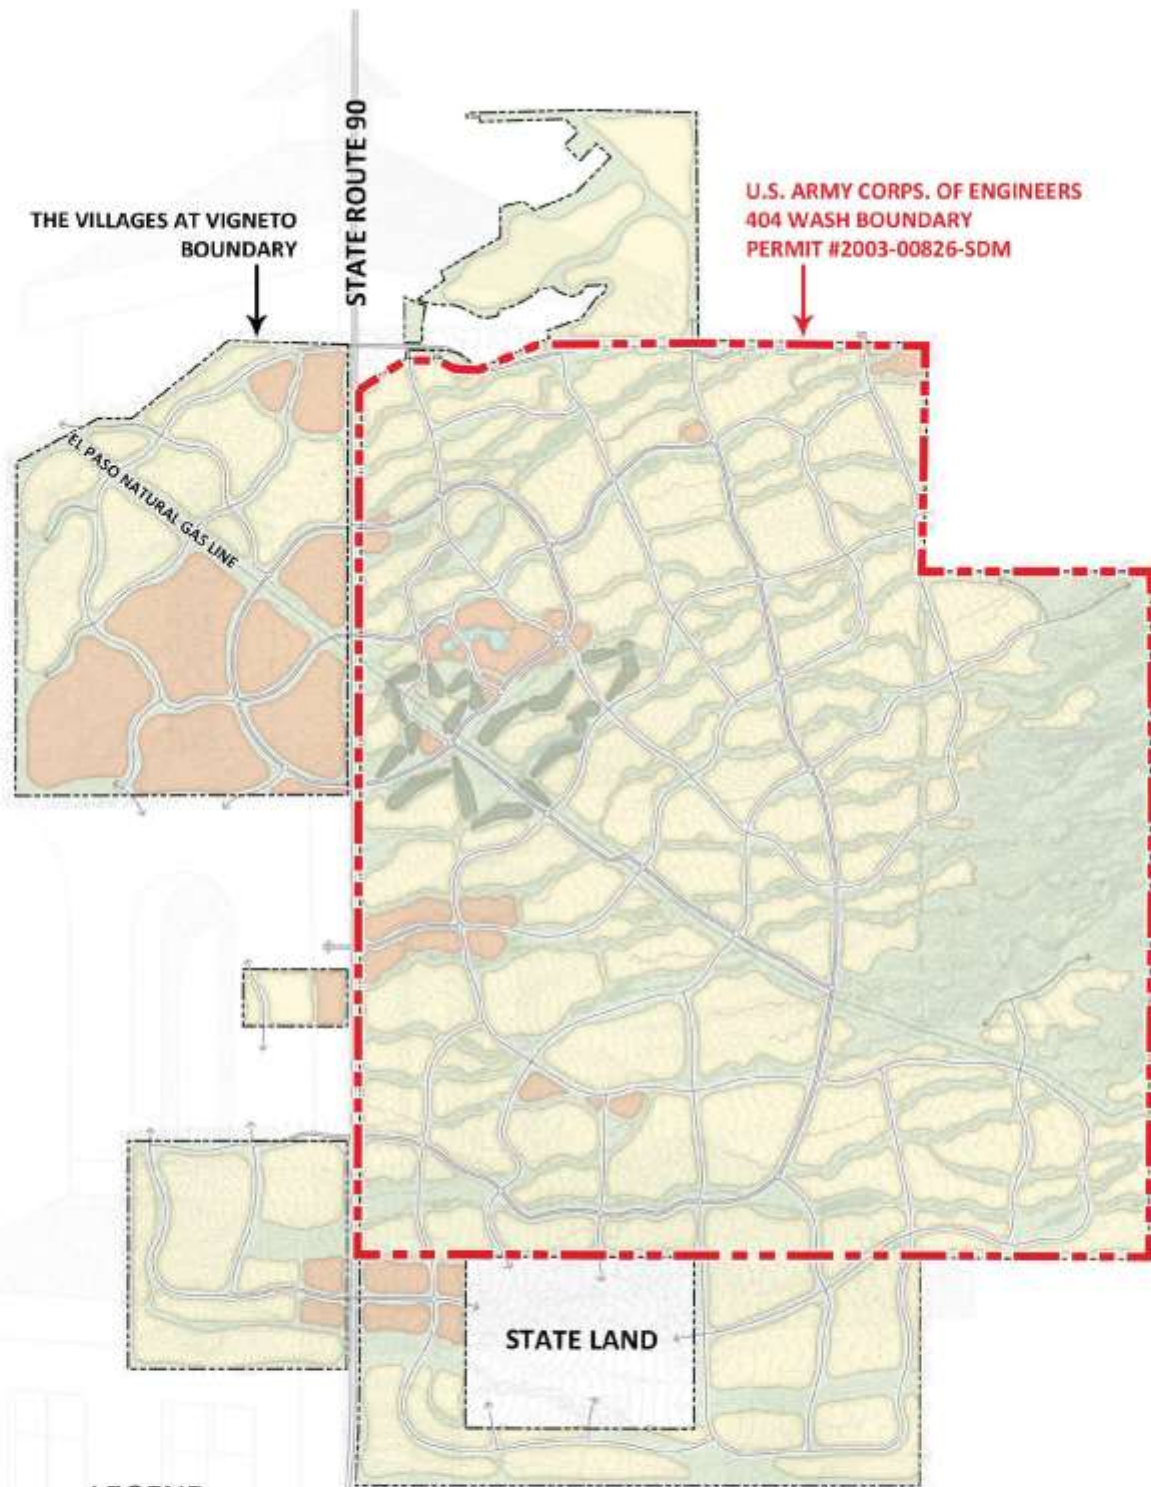 STATE ROUTE 90
THE VILLAGES AT VIGNETO
BOUNDARY
U.S. ARMY CORPS. OF ENGINEERS
404 WASH BOUNDARY
PERMIT #2003-00826-SDM
EL PASO NATURAL GAS LINE
STATE LAND
LEGEND